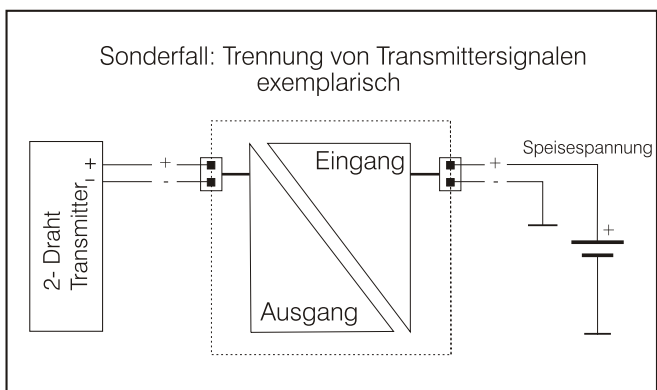 Sonderfall: Trennung von Transmittersignalen
exemplarisch
2- Draht
Transmitter
- +
+
-
Eingang
Ausgang
+
-
Speisespannung
+